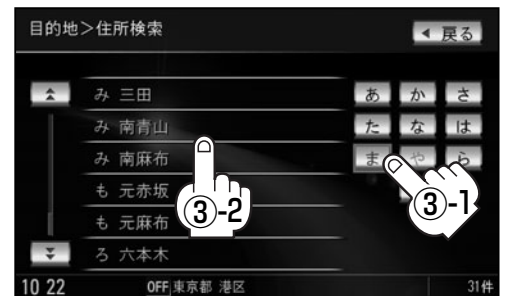 目的地>住所検索
◀ 戻る
み 三田
み 南青山
み 南麻布
も 元赤坂
も 元麻布
ろ 六本木
あ か さ
た な は
ま や ら
③-2
③-1
10 22
OFF 東京都 港区
31件